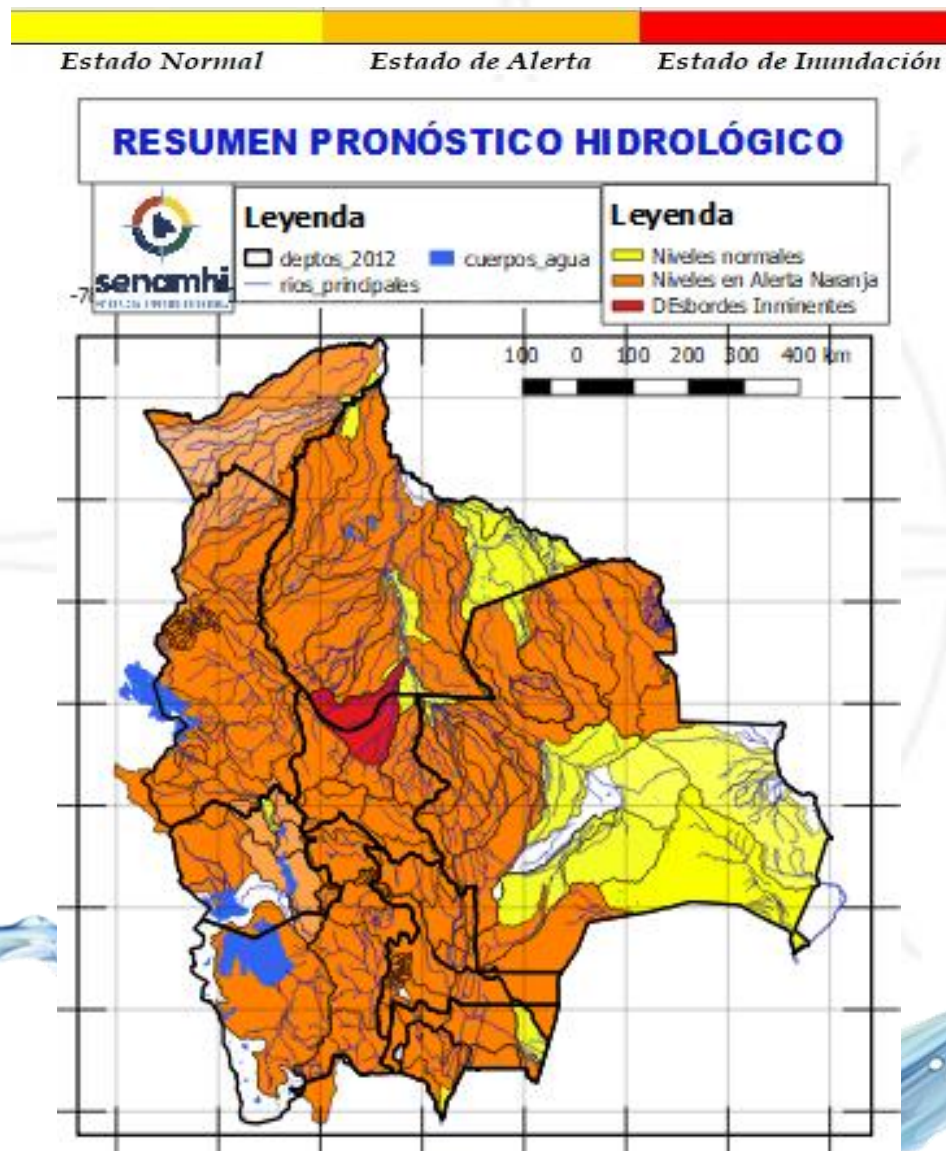 Estado Normal Estado de Alerta Estado de Inundación
RESUMEN PRONÓSTICO HIDROLÓGICO
senamhi
Leyenda
deptos_2012 cuerpos_agua
rios_principales
Leyenda
Niveles normales
Niveles en Alerta Naranja
DEsbordes Inminentes
100 0 100 200 300 400 km